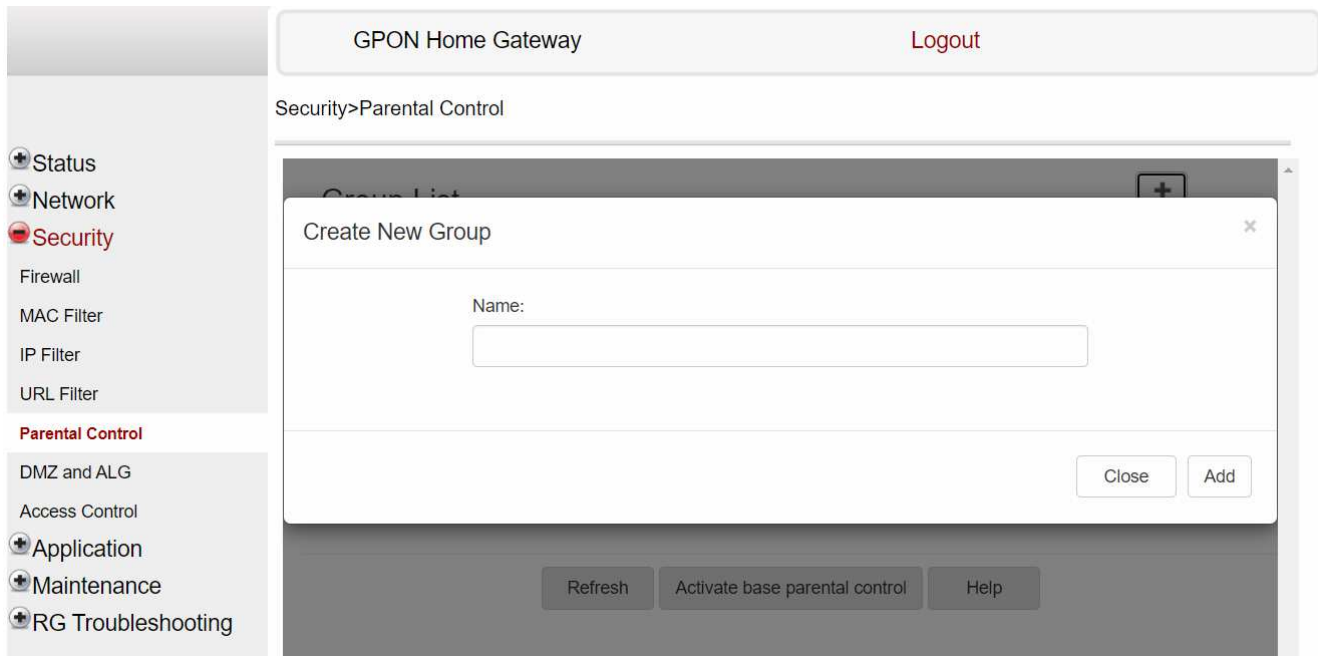 GPON Home Gateway
Logout
Security>Parental Control
Status
Network
Security
Firewall
MAC Filter
IP Filter
URL Filter
Parental Control
DMZ and ALG
Access Control
Application
Maintenance
RG Troubleshooting
Group List
+
Create New Group
×
Name:
Close
Add
Refresh
Activate base parental control
Help